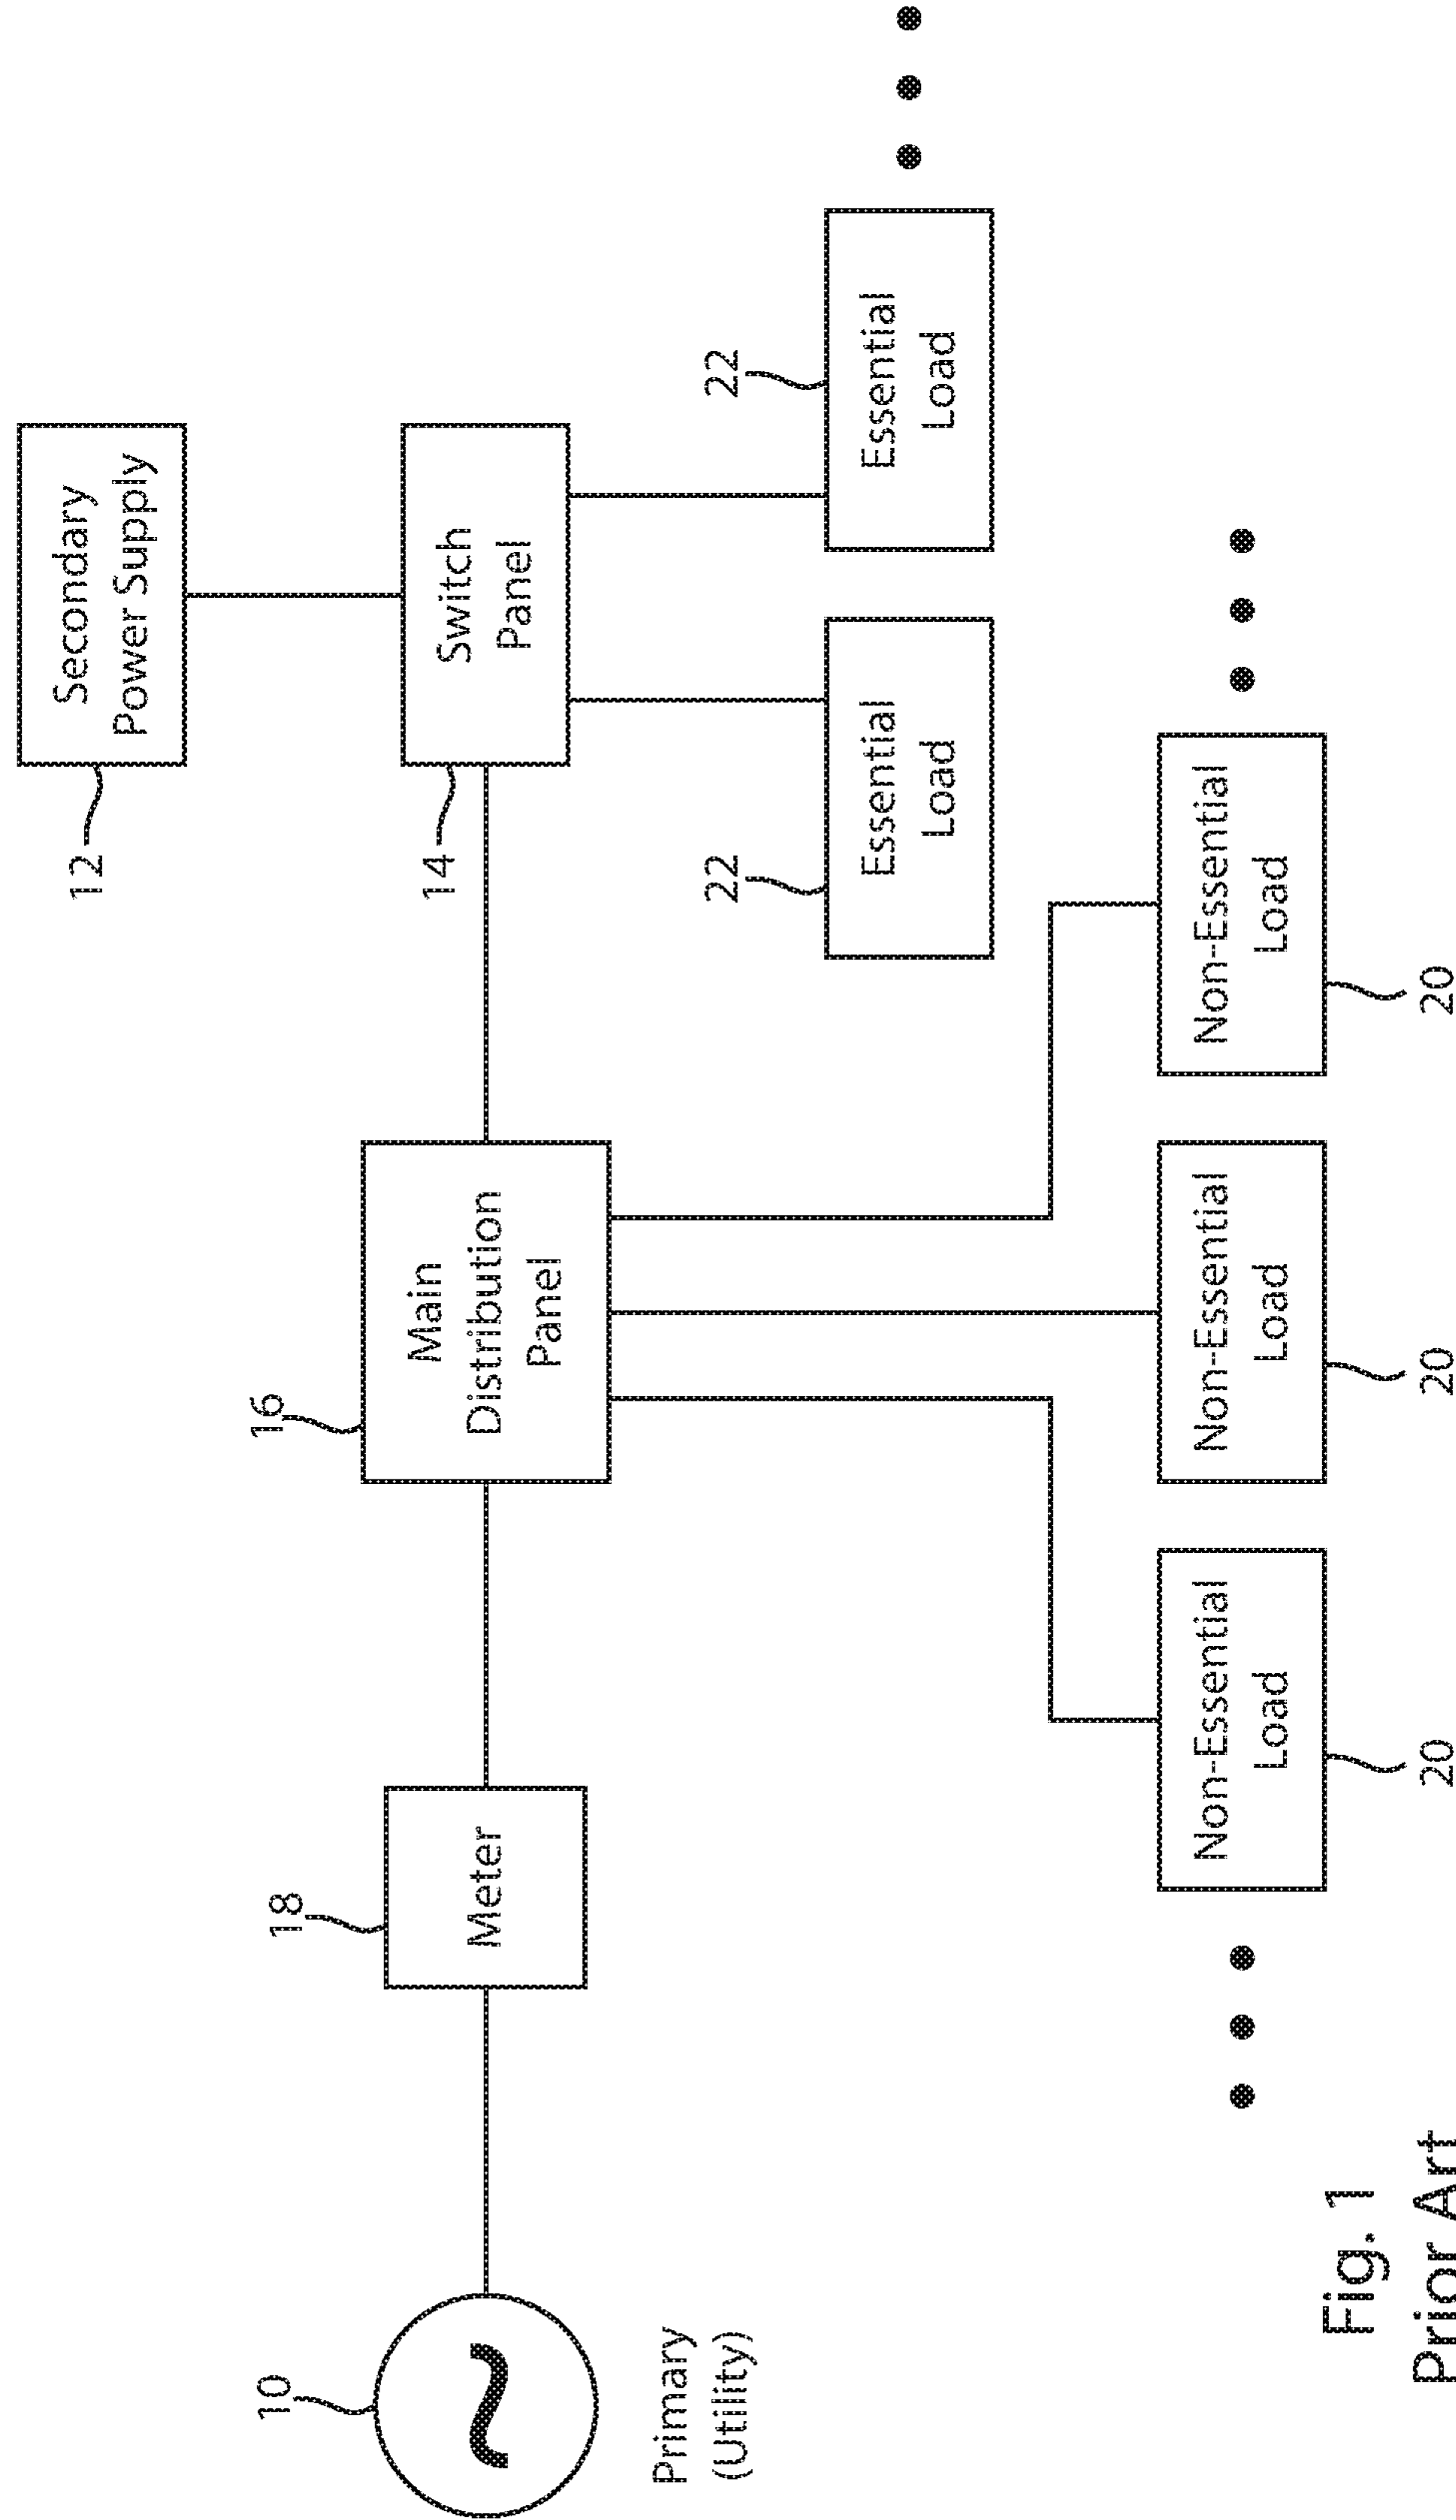 12
Secondary
Power Supply
16
18
10
14
Main
Distribution
Panel
Meter
Switch
Panel
Primary
(Utility)
22
22
Essential
Load
Essential
Load
Non-Essential
Load
Non-Essential
Load
Non-Essential
Load
20
20
20
Fig. 1
Prior Art